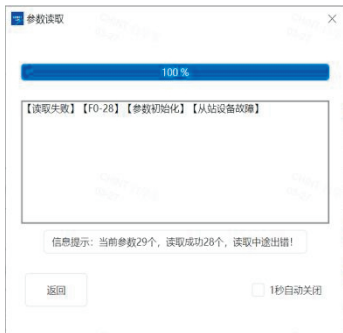 参数读取
100 %
【读取失败】【F0-28】【参数初始化】【从站设备故障】
信息提示：当前参数29个，读取成功28个，读取中途出错！
返回
1秒自动关闭